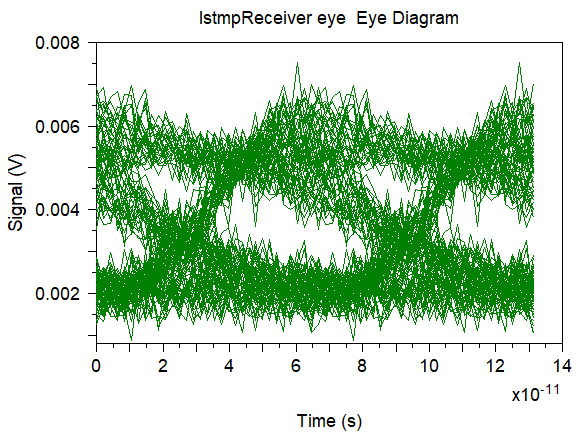 lstmpReceiver eye  Eye Diagram
0.008
0.006
0.004
0.002
Signal (V)
0 2 4 6 8 10 12 14
x10-11
Time (s)